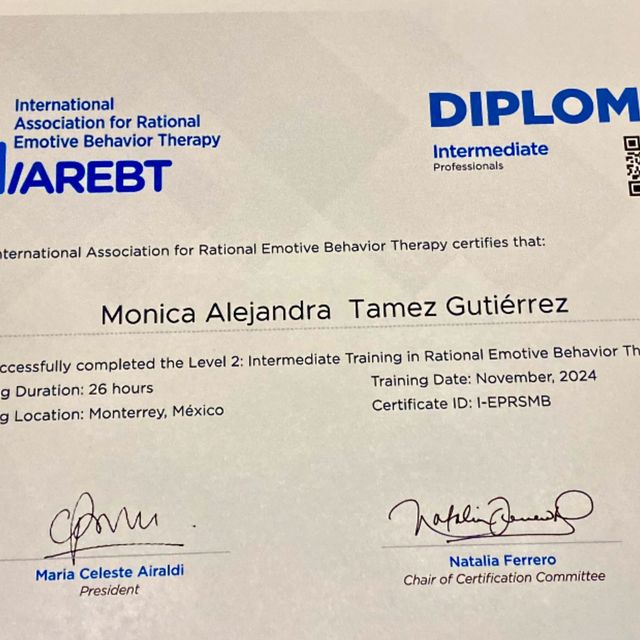 International
Association for Rational
Emotive Behavior Therapy
IAREBT
DIPLOM
Intermediate
Professionals
nternational Association for Rational Emotive Behavior Therapy certifies that:
Monica Alejandra Tamez Gutiérrez
ccessfully completed the Level 2: Intermediate Training in Rational Emotive Behavior Th
g Duration: 26 hours
Training Date: November, 2024
g Location: Monterrey, México
Certificate ID: I-EPRSMB
Maria Celeste Airaldi
President
Natalia Ferrero
Chair of Certification Committee